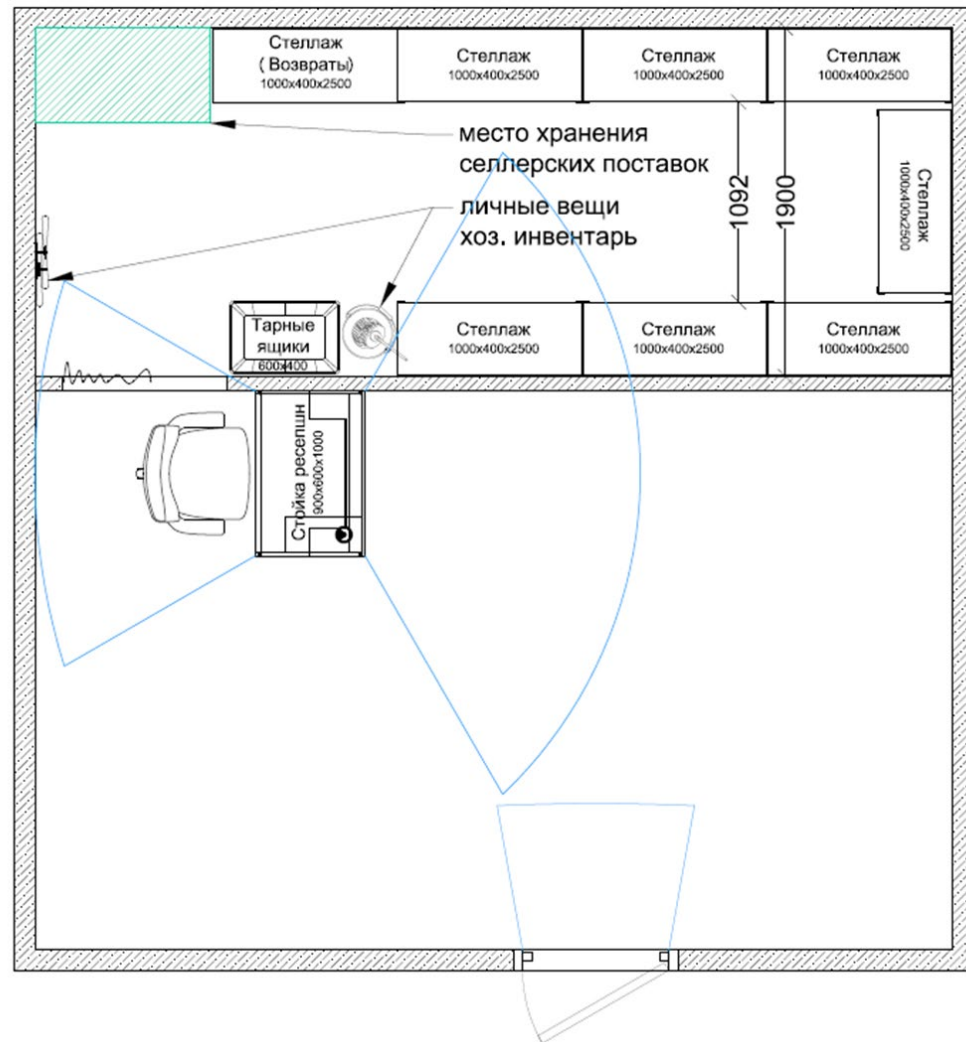 Стеллаж
( Возвраты)
1000x400x2500
Стеллаж
1000x400x2500
Стеллаж
1000x400x2500
Стеллаж
1000x400x2500
место хранения
селлерских поставок
личные вещи
хоз. инвентарь
1092
1900
Стеллаж
1000x400x2500
Тарные
ящики
600x400
Стеллаж
1000x400x2500
Стеллаж
1000x400x2500
Стеллаж
1000x400x2500
Стойка ресепшн
900x600x1000